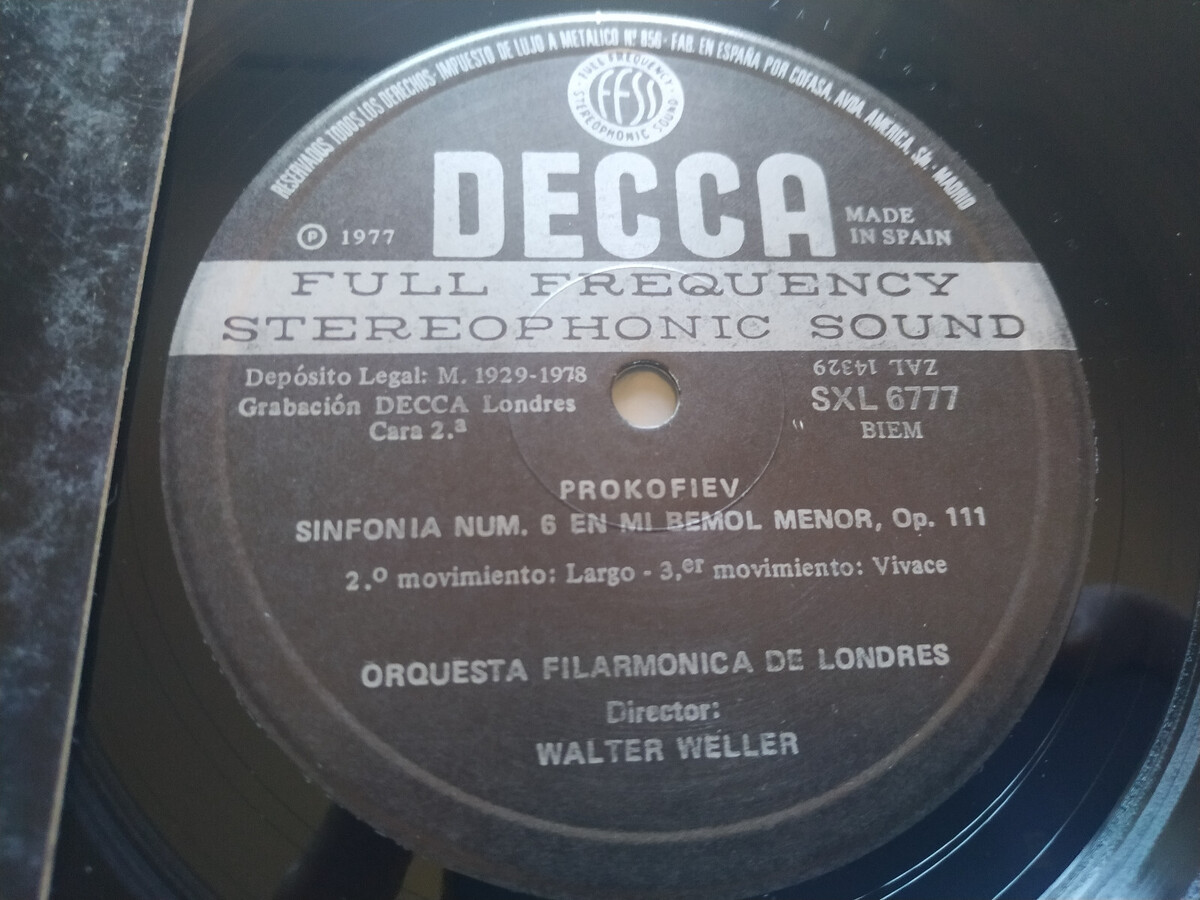 RESERVADOS TODOS LOS DERECHOS- IMPUESTO DE LUJO A METALICO Nº 856 - FAB. EN ESPAÑA POR COFASA, AVDA. AMERICA, S/n. - MADRID
FULL FREQUENCY
FFSS
STEREOPHONIC SOUND
DECCA
℗ 1977
MADE
IN SPAIN
FULL FREQUENCY
STEREOPHONIC SOUND
Depósito Legal: M. 1929-1978
Grabación DECCA Londres
Cara 2.ª
ZAL 14329
SXL 6777
BIEM
PROKOFIEV
SINFONIA NUM. 6 EN MI BEMOL MENOR, Op. 111
2.º movimiento: Largo - 3,er movimiento: Vivace
ORQUESTA FILARMONICA DE LONDRES
Director:
WALTER WELLER